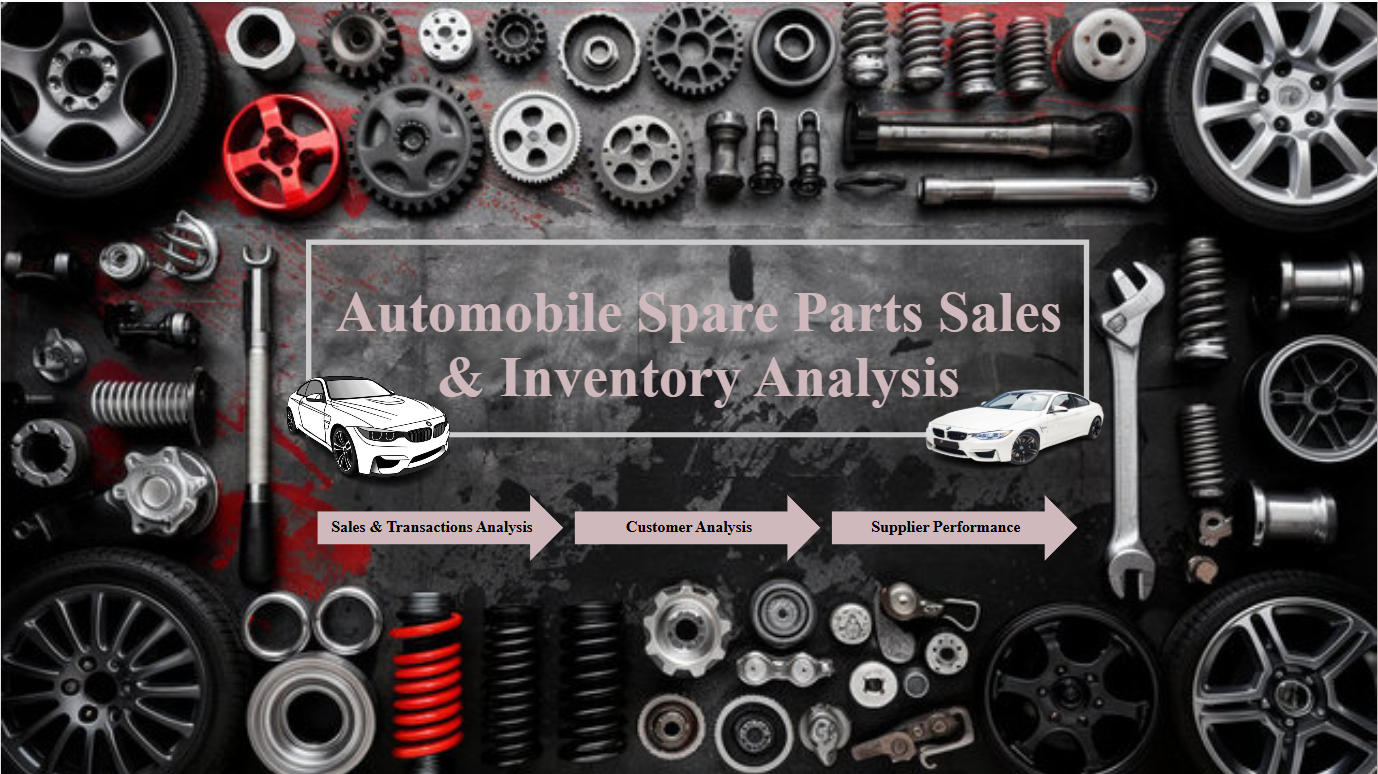 Automobile Spare Parts Sales
& Inventory Analysis
Sales & Transactions Analysis
Customer Analysis
Supplier Performance